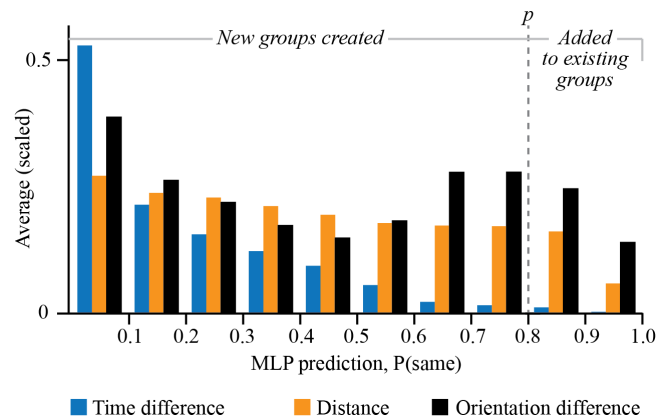 p
New groups created
Added
to existing
groups
0.5
0
Average (scaled)
0.1 0.2 0.3 0.4 0.5 0.6 0.7 0.8 0.9 1.0
MLP prediction, P(same)
Time difference Distance Orientation difference